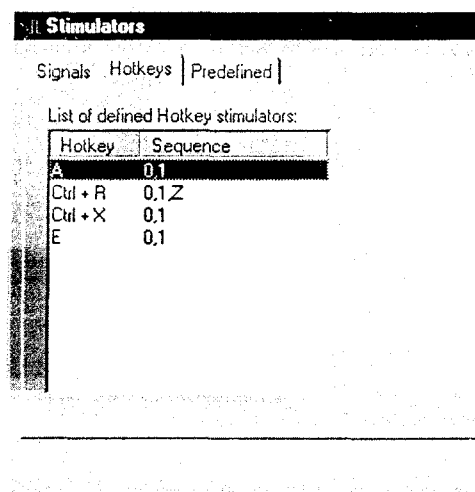 Stimulators
Signals Hotkeys Predefined
List of defined Hotkey stimulators:
Hotkey Sequence
A 0,1
Ctrl + R 0,1,Z
Ctrl + X 0,1
E 0,1